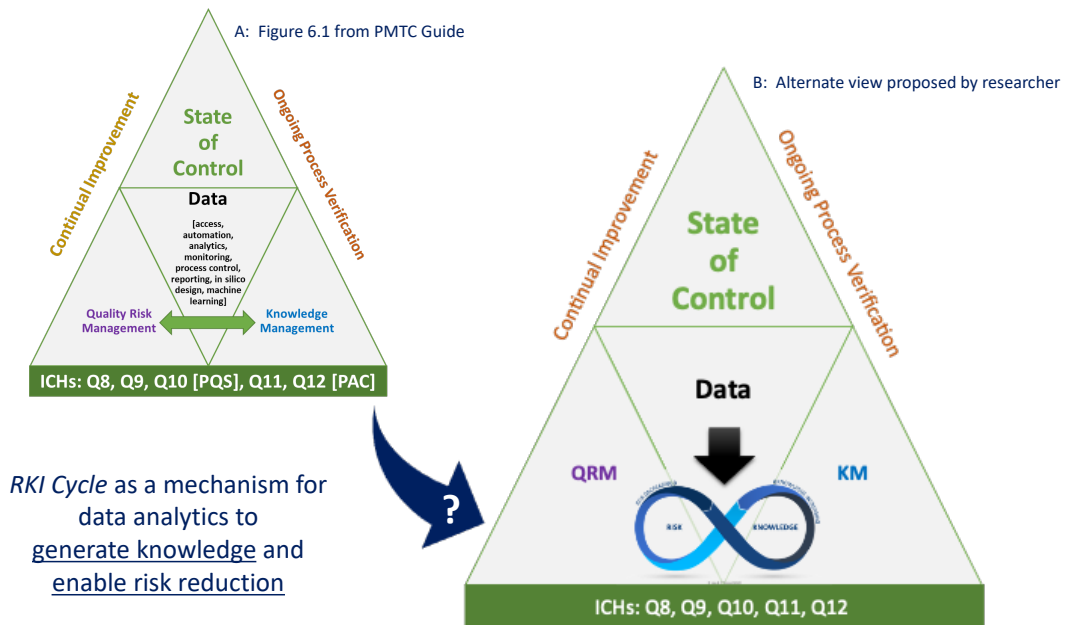 A: Figure 6.1 from PMTC Guide
Continual Improvement
Ongoing Process Verification
State
of
Control
Data
[access,
automation,
analytics,
monitoring,
process control,
reporting, in silico
design, machine
learning]
Quality Risk
Management
Knowledge
Management
ICHs: Q8, Q9, Q10 [PQS], Q11, Q12 [PAC]
RKI Cycle as a mechanism for
data analytics to
generate knowledge and
enable risk reduction
?
B: Alternate view proposed by researcher
Continual Improvement
Ongoing Process Verification
State
of
Control
Data
QRM
KM
RISK
KNOWLEDGE
ICHs: Q8, Q9, Q10, Q11, Q12